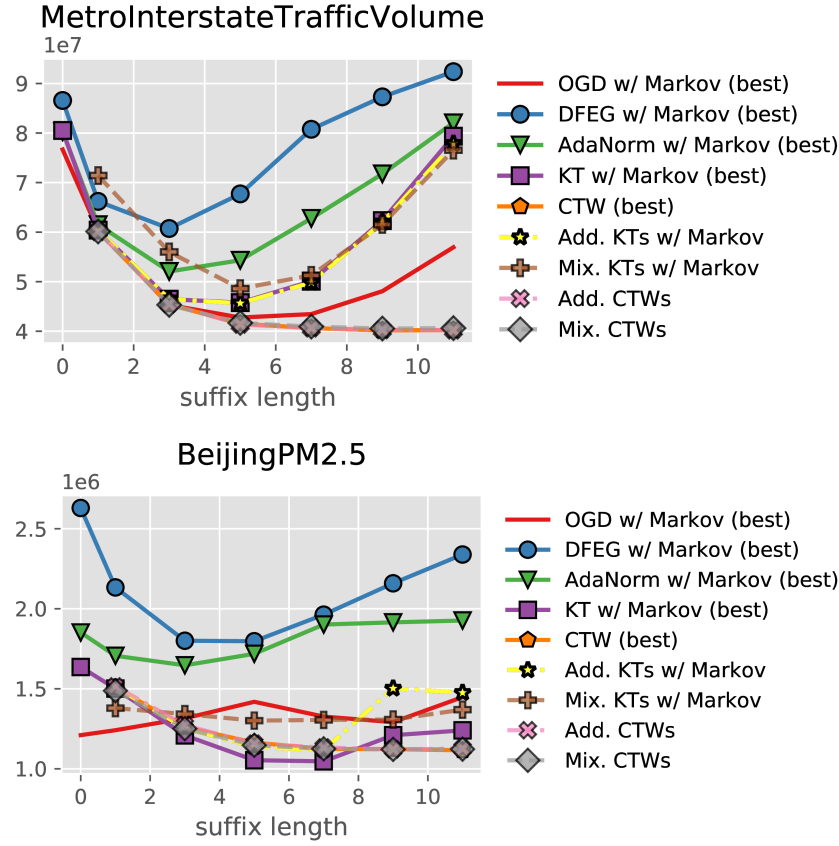 MetroInterstateTrafficVolume
1e7
9
8
7
6
5
4
0 2 4 6 8 10
suffix length
OGD w/ Markov (best)
DFEG w/ Markov (best)
AdaNorm w/ Markov (best)
KT w/ Markov (best)
CTW (best)
Add. KTs w/ Markov
Mix. KTs w/ Markov
Add. CTWs
Mix. CTWs
BeijingPM2.5
1e6
2.5
2.0
1.5
1.0
0 2 4 6 8 10
suffix length
OGD w/ Markov (best)
DFEG w/ Markov (best)
AdaNorm w/ Markov (best)
KT w/ Markov (best)
CTW (best)
Add. KTs w/ Markov
Mix. KTs w/ Markov
Add. CTWs
Mix. CTWs